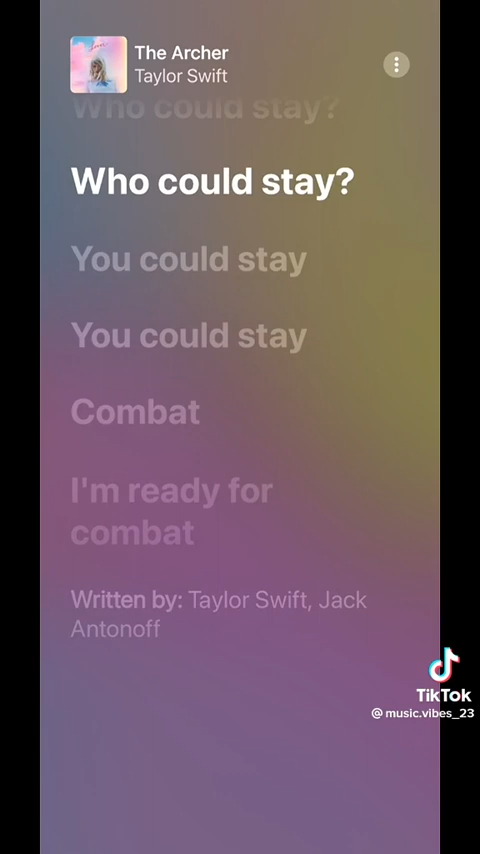 The Archer
Taylor Swift
Who could stay?
Who could stay?
You could stay
You could stay
Combat
I'm ready for
combat
Written by: Taylor Swift, Jack
Antonoff
TikTok
@music.vibes_23